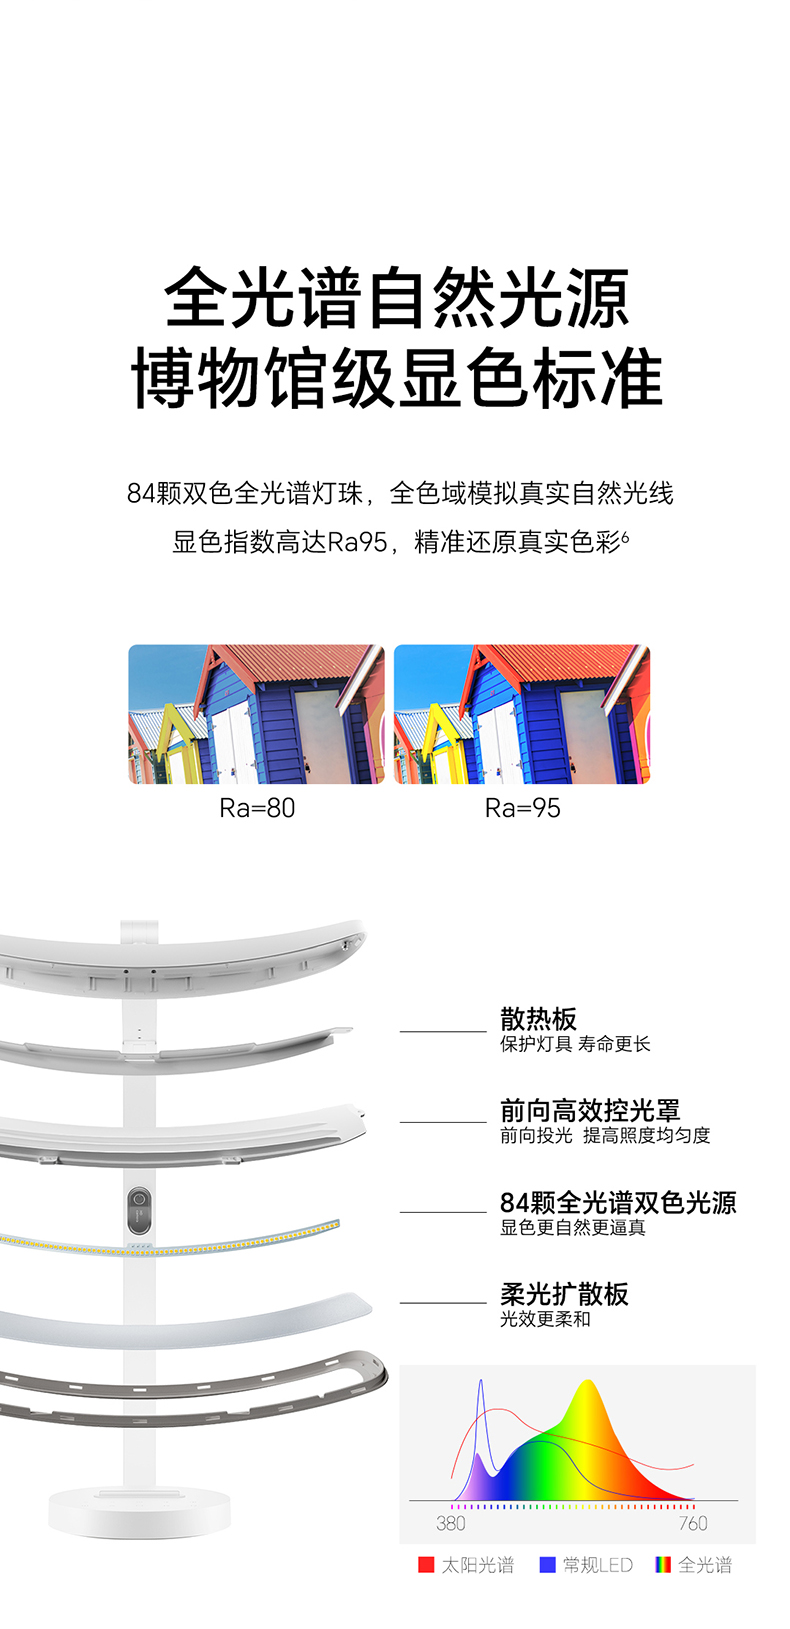 全光谱自然光源
博物馆级显色标准
84颗双色全光谱灯珠，全色域模拟真实自然光线
显色指数高达Ra95，精准还原真实色彩⁶
Ra=80
Ra=95
散热板
保护灯具 寿命更长
前向高效控光罩
前向投光 提高照度均匀度
84颗全光谱双色光源
显色更自然更逼真
柔光扩散板
光效更柔和
380
760
太阳光谱
常规LED
全光谱